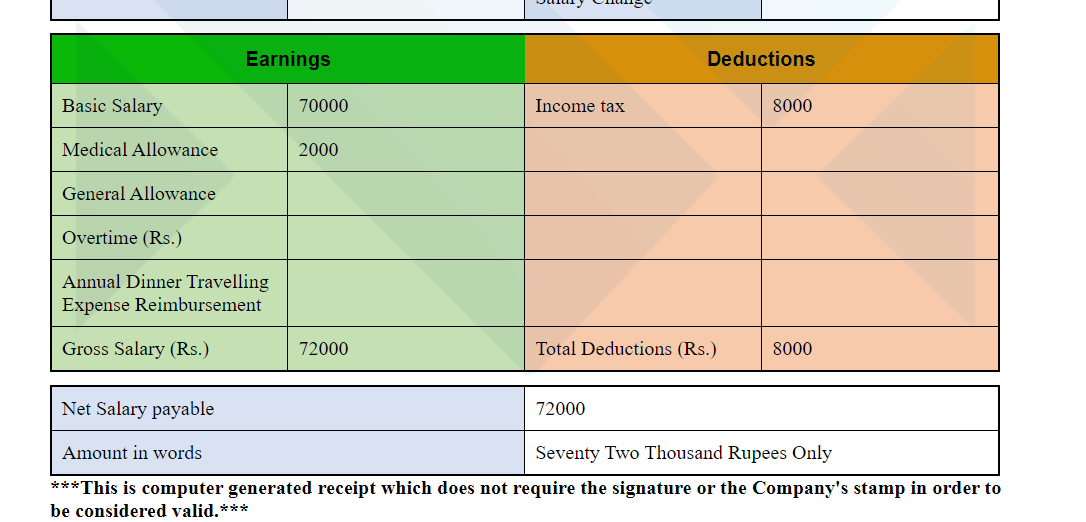 Salary Change
Earnings Deductions
Basic Salary 70000 Income tax 8000
Medical Allowance 2000
General Allowance
Overtime (Rs.)
Annual Dinner Travelling
Expense Reimbursement
Gross Salary (Rs.) 72000 Total Deductions (Rs.) 8000
Net Salary payable 72000
Amount in words Seventy Two Thousand Rupees Only
***This is computer generated receipt which does not require the signature or the Company's stamp in order to
be considered valid.***